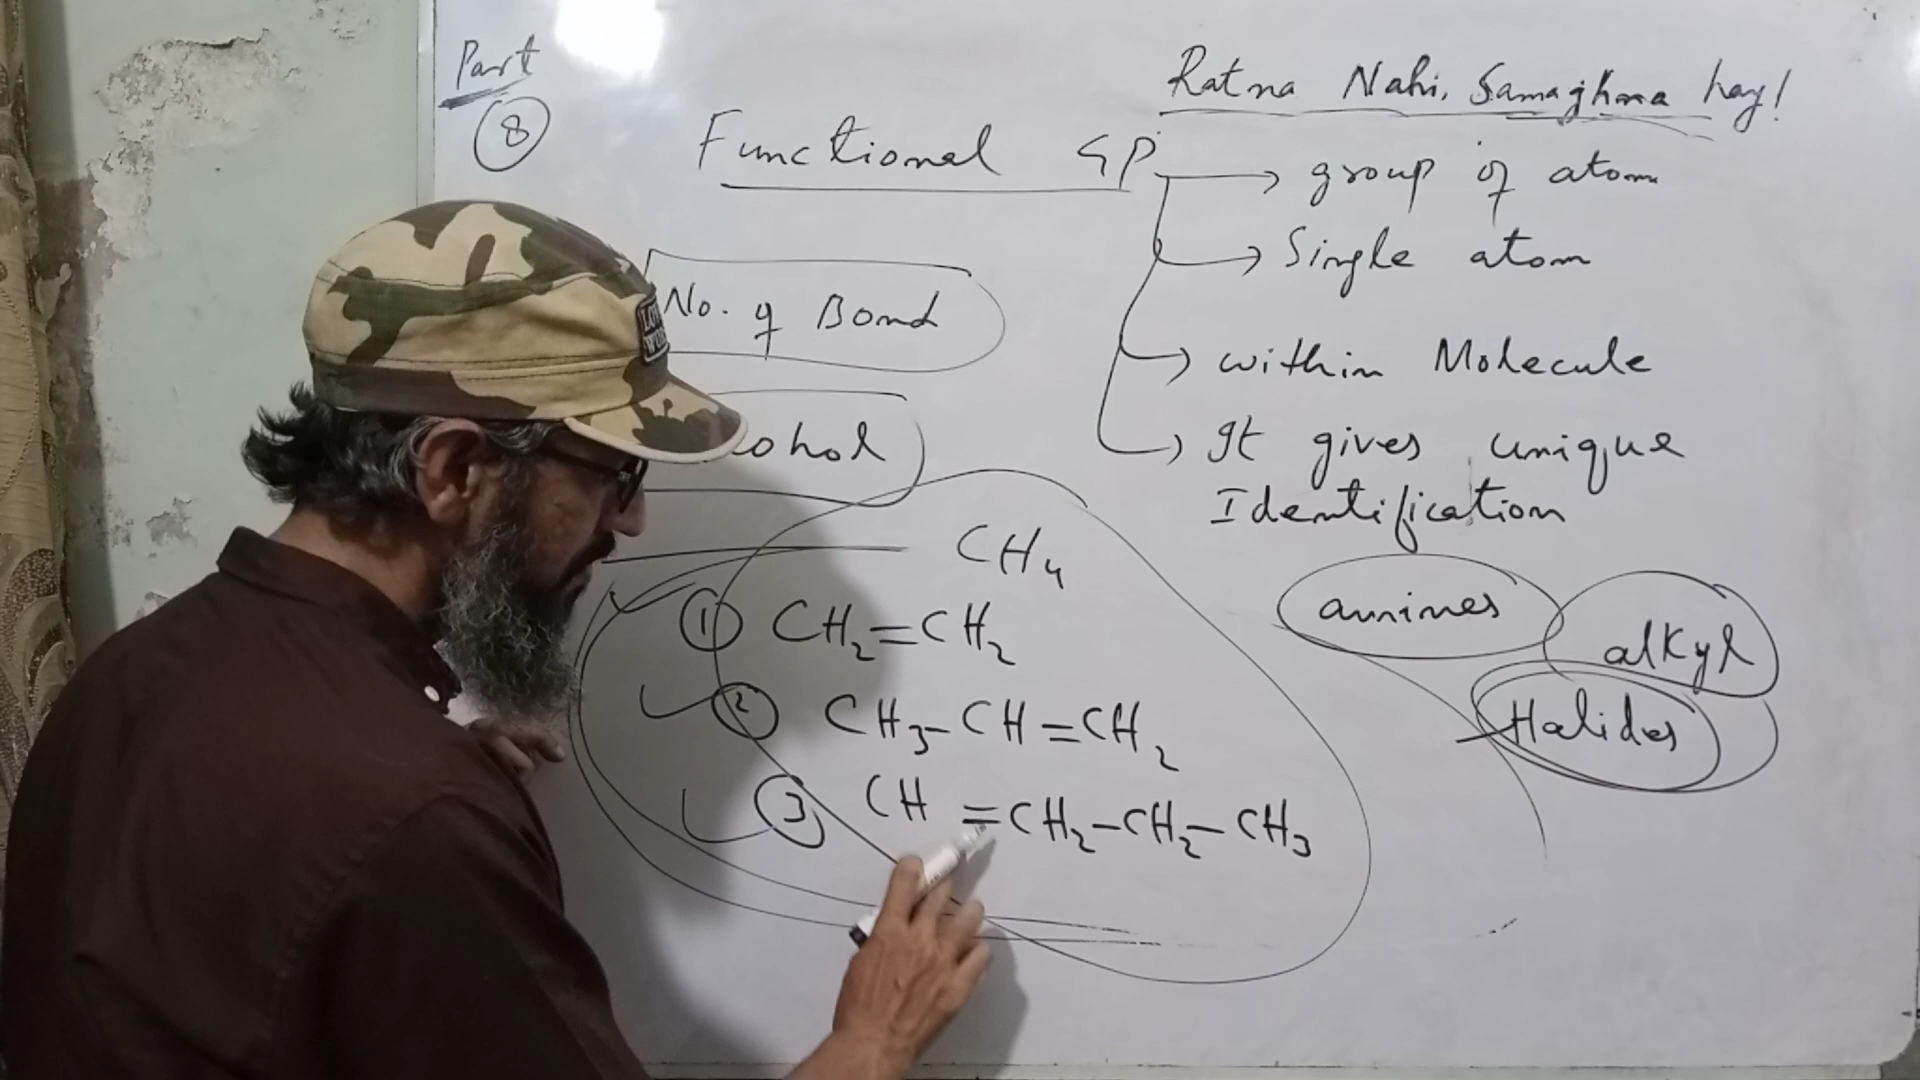 Part
8
Ratna Nahi, Samajhna hay!
Functional GP
group of atom
Single atom
within Molecule
It gives unique
Identification
No. of Bond
cohol
CH4
1 CH2=CH2
2 CH3-CH=CH2
3 CH =CH2-CH2-CH3
amines
alkyl
Halides